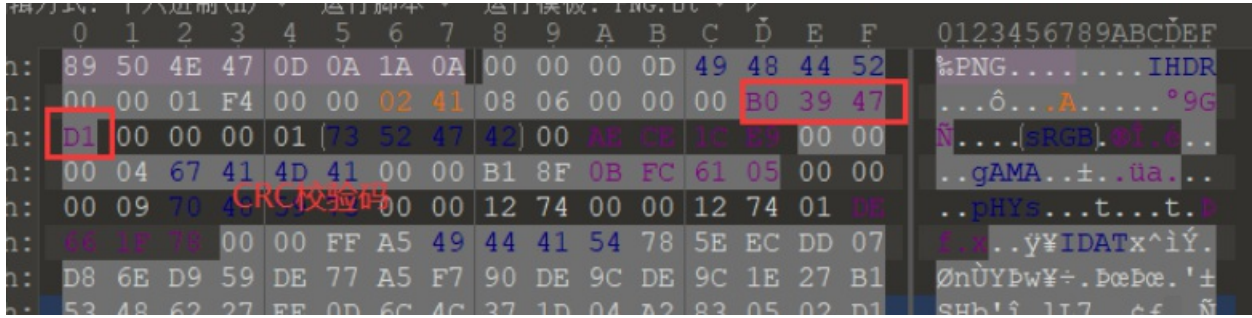 0 1 2 3 4 5 6 7 8 9 A B C D E F 0123456789ABCDEF
h: 89 50 4E 47 0D 0A 1A 0A 00 00 00 0D 49 48 44 52 ‰PNG........IHDR
h: 00 00 01 F4 00 00 02 41 08 06 00 00 00 B0 39 47 ...ô...A.....°9G
h: D1 00 00 00 01 73 52 47 42 00 AE CE 1C E9 00 00 Ñ....sRGB.®Î.é..
h: 00 04 67 41 4D 41 00 00 B1 8F 0B FC 61 05 00 00 ..gAMA..±..üa...
h: 00 09 70 48 00 00 12 74 00 00 12 74 01 DE ..pHYs...t...t.Þ
CRC校验码
h: 66 1F 78 00 00 FF A5 49 44 41 54 78 5E EC DD 07 f.x..ÿ¥IDATx^ìÝ.
h: D8 6E D9 59 DE 77 A5 F7 90 DE 9C DE 9C 1E 27 B1 ØnÙYÞw¥÷.ÞœÞœ.'±